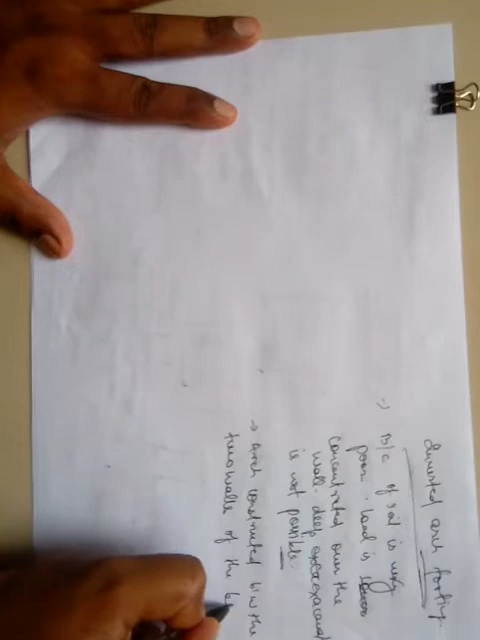 Inverted arch footing.
→ B/c of soil is very
poor. Load is
concentrated over the
wall. deep
is not possible.
→ Arch constructed b/w the
two walls of the